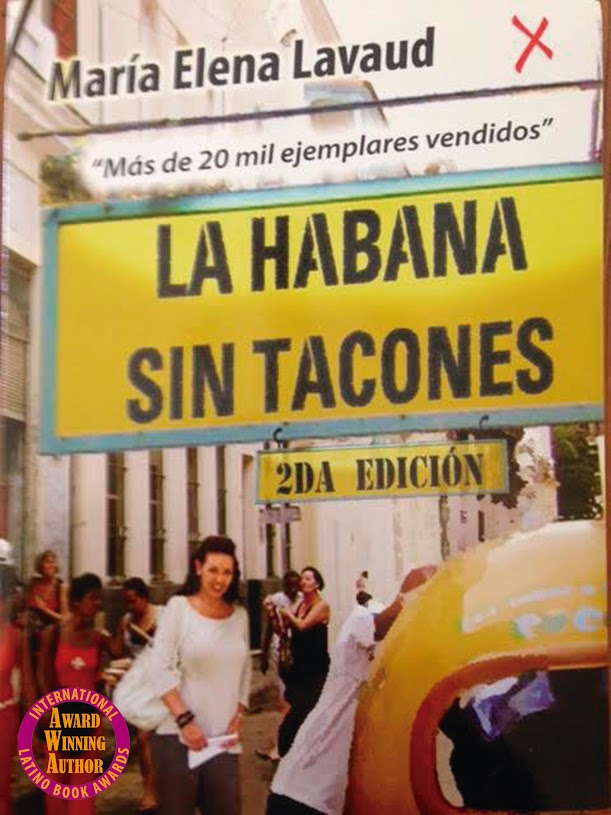 María Elena Lavaud
X
"Más de 20 mil ejemplares vendidos"
LA HABANA
SIN TACONES
2DA EDICIÓN
INTERNATIONAL
AWARD
WINNING
AUTHOR
LATINO BOOK AWARDS